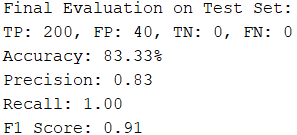 Final Evaluation on Test Set:
TP: 200, FP: 40, TN: 0, FN: 0
Accuracy: 83.33%
Precision: 0.83
Recall: 1.00
F1 Score: 0.91